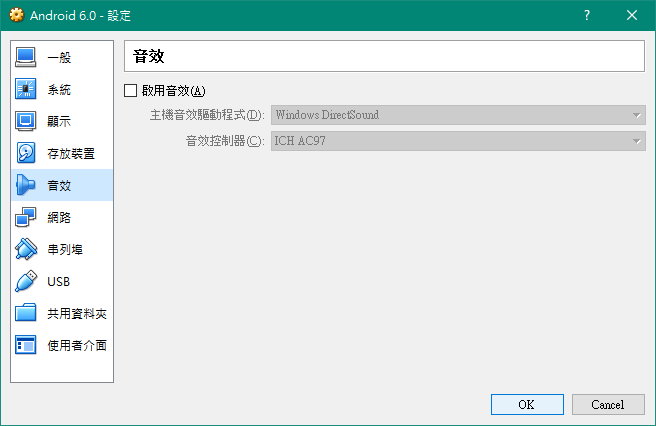 Android 6.0 - 設定
?
一般
系統
顯示
存放裝置
音效
網路
串列埠
USB
共用資料夾
使用者介面
音效
啟用音效(A)
主機音效驅動程式(D): Windows DirectSound
音效控制器(C): ICH AC97
OK Cancel